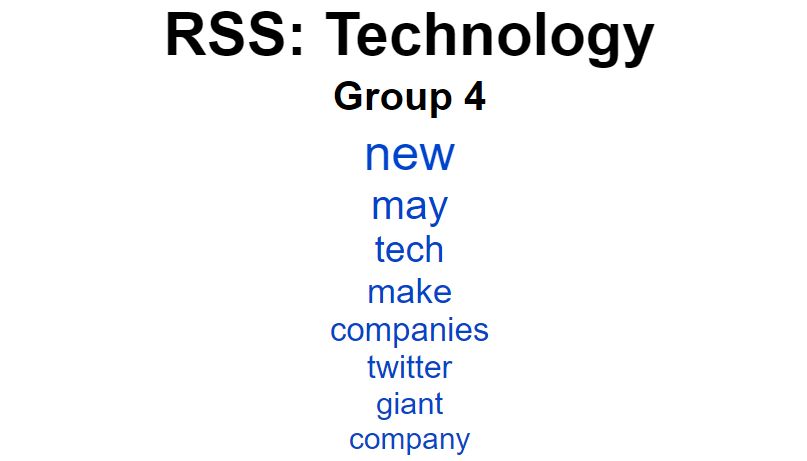 RSS: Technology
Group 4
new
may
tech
make
companies
twitter
giant
company